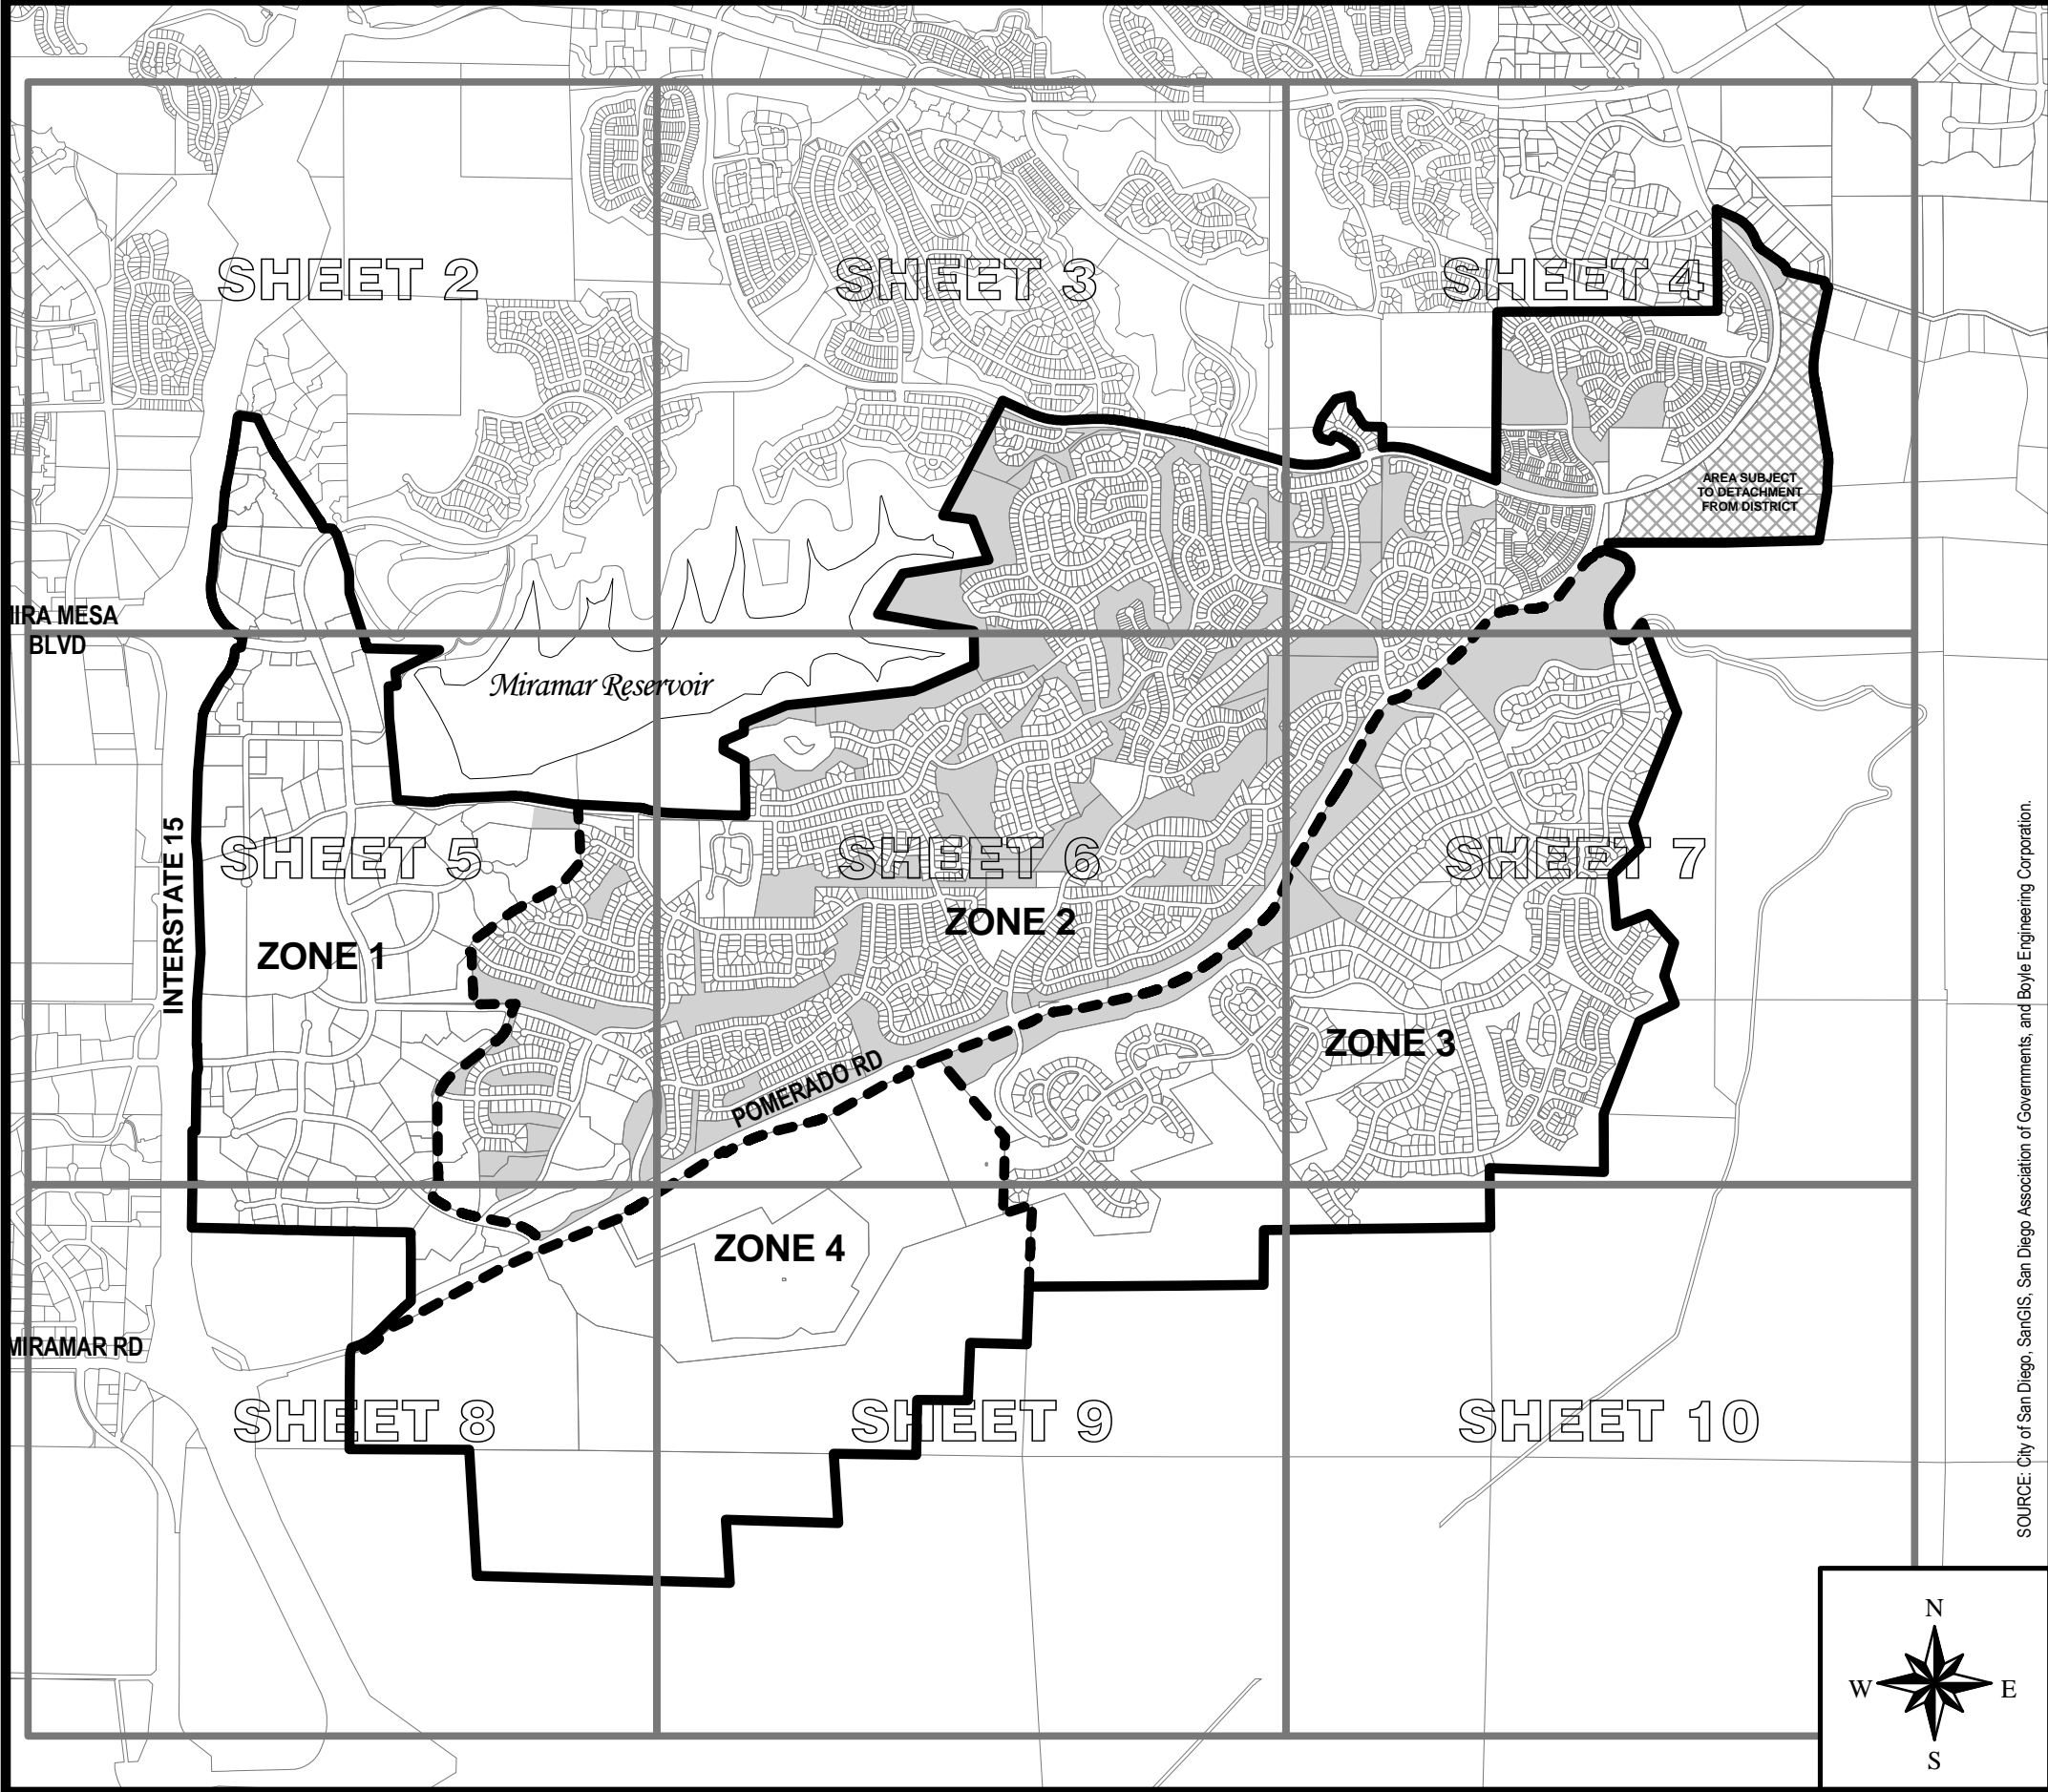 SHEET 2
SHEET 3
SHEET 4
AREA SUBJECT
TO DETACHMENT
FROM DISTRICT
IRA MESA
BLVD
Miramar Reservoir
INTERSTATE 15
SHEET 5
SHEET 6
SHEET 7
ZONE 1
ZONE 2
ZONE 3
POMERADO RD
ZONE 4
MIRAMAR RD
SHEET 8
SHEET 9
SHEET 10
SOURCE: City of San Diego, SanGIS, San Diego Association of Governments, and Boyle Engineering Corporation.
N
W
E
S